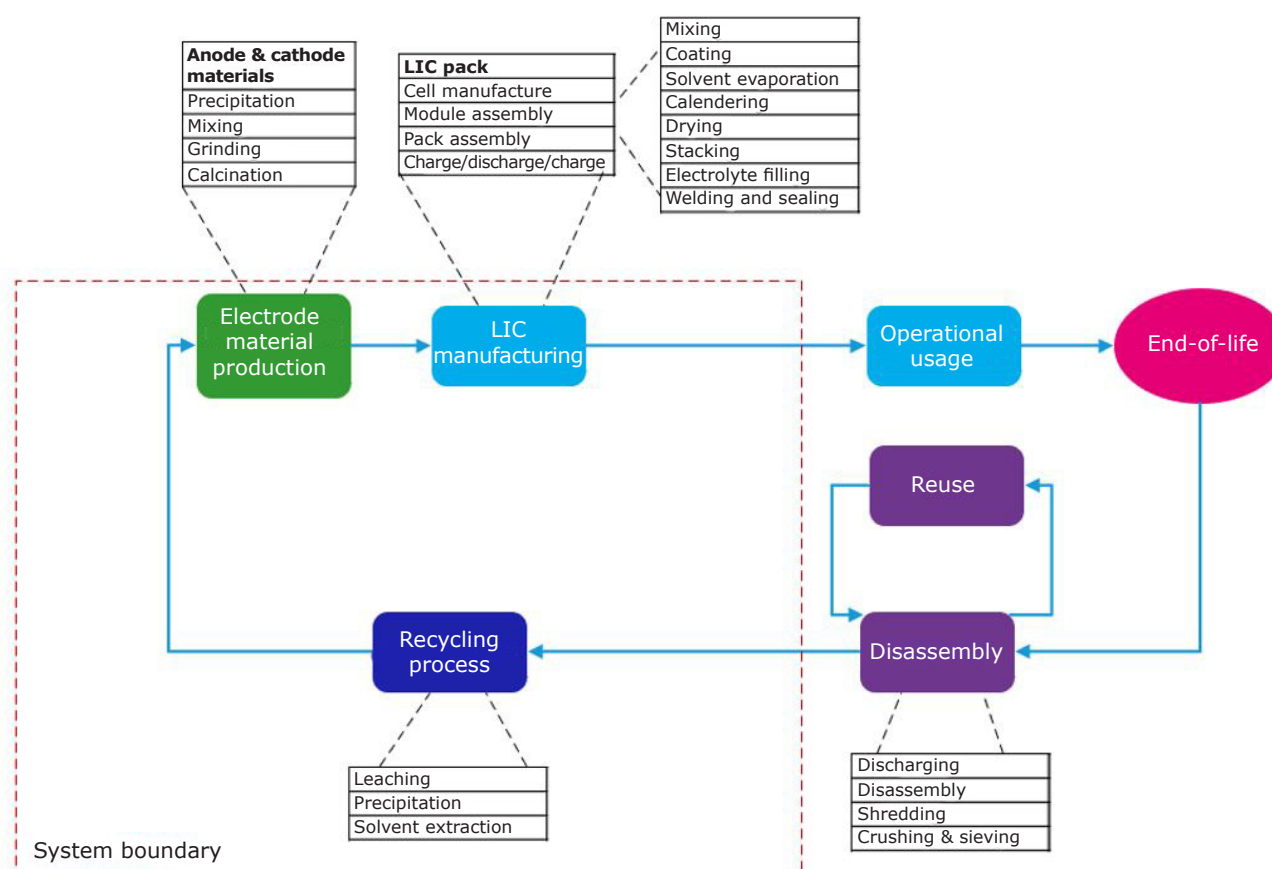 Anode & cathode
materials
Precipitation
Mixing
Grinding
Calcination
LIC pack
Cell manufacture
Module assembly
Pack assembly
Charge/discharge/charge
Mixing
Coating
Solvent evaporation
Calendering
Drying
Stacking
Electrolyte filling
Welding and sealing
Electrode
material
production
LIC
manufacturing
Operational
usage
End-of-life
Reuse
Recycling
process
Disassembly
Leaching
Precipitation
Solvent extraction
Discharging
Disassembly
Shredding
Crushing & sieving
System boundary